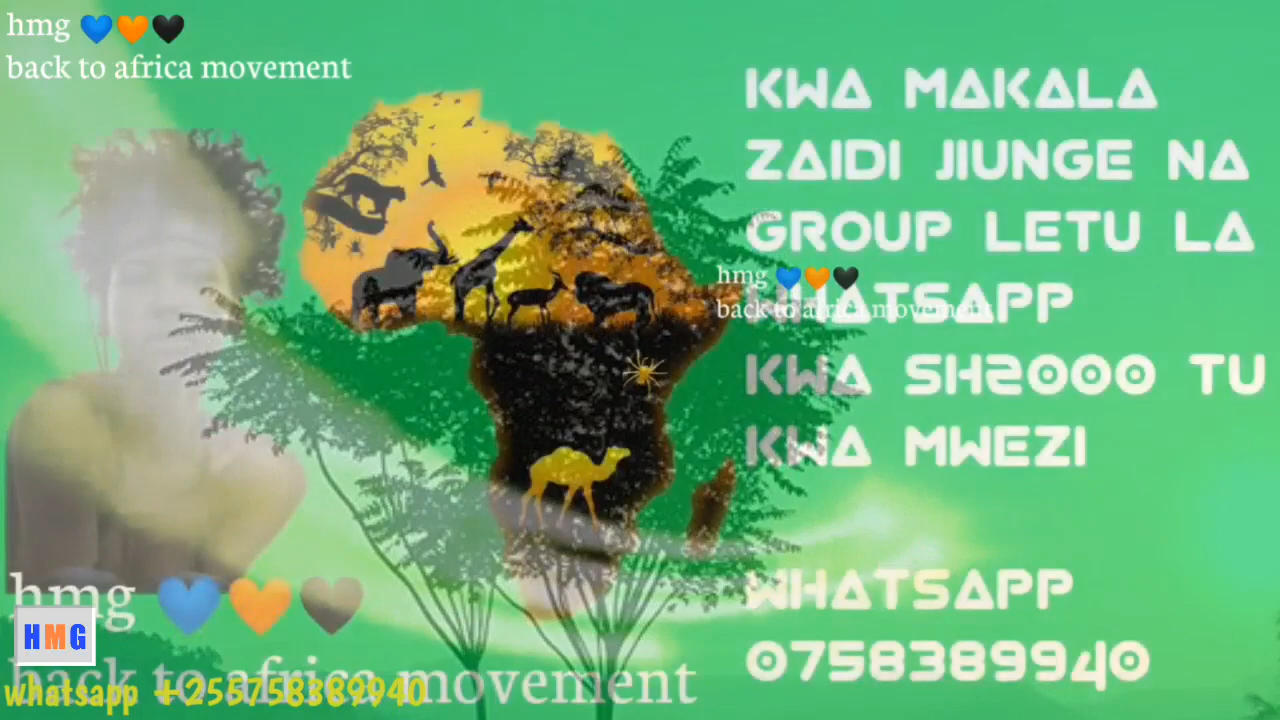 hmg 💙🧡🖤
back to africa movement
KWA MAKALA
ZAIDI JIUNGE NA
GROUP LETU LA
WHATSAPP
KWA SH2000 TU
KWA MWEZI
hmg 💙🧡🖤
back to africa movement
WHATSAPP
0758389940
hmg 💙🧡🖤
HMG
back to africa movement
whatsapp +255758389940